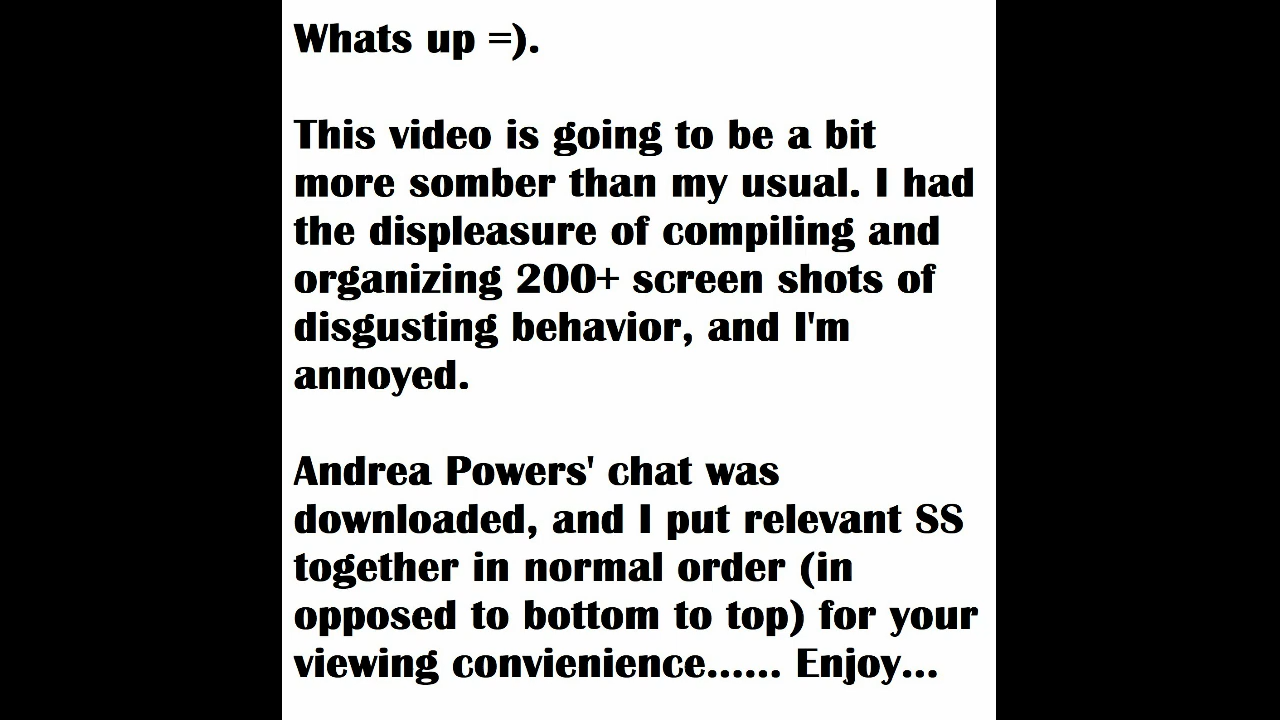 Whats up =).
This video is going to be a bit
more somber than my usual. I had
the displeasure of compiling and
organizing 200+ screen shots of
disgusting behavior, and I'm
annoyed.
Andrea Powers' chat was
downloaded, and I put relevant SS
together in normal order (in
opposed to bottom to top) for your
viewing convienience...... Enjoy...